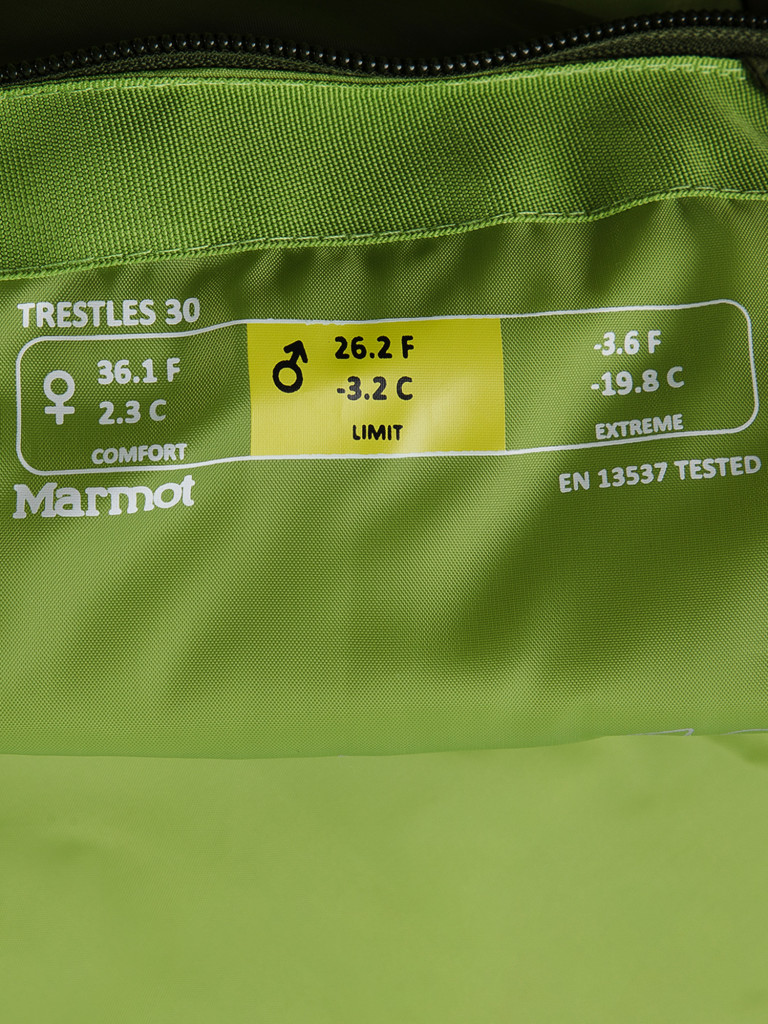 TRESTLES 30
♀ 36.1 F
2.3 C
COMFORT
♂ 26.2 F
-3.2 C
LIMIT
-3.6 F
-19.8 C
EXTREME
Marmot
EN 13537 TESTED